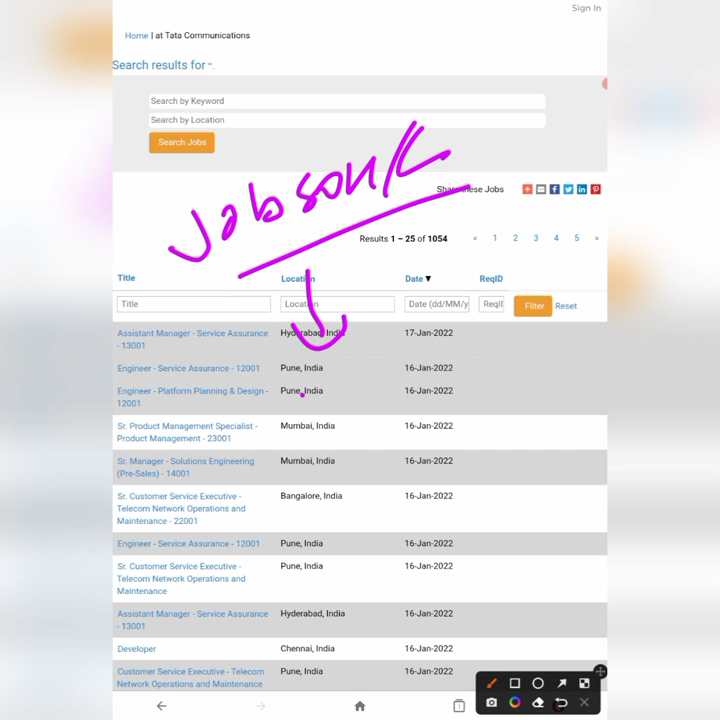 Sign In
Home | at Tata Communications
Search results for "".
Search by Keyword
Search by Location
Search Jobs
Share these Jobs
Results 1 – 25 of 1054 « 1 2 3 4 5 »
Title Location Date ▼ ReqID
Title Location Date (dd/MM/y ReqI Filter Reset
Assistant Manager - Service Assurance - 13001 Hyderabad, India 17-Jan-2022
Engineer - Service Assurance - 12001 Pune, India 16-Jan-2022
Engineer - Platform Planning & Design - 12001 Pune, India 16-Jan-2022
Sr. Product Management Specialist - Product Management - 23001 Mumbai, India 16-Jan-2022
Sr. Manager - Solutions Engineering (Pre-Sales) - 14001 Mumbai, India 16-Jan-2022
Sr. Customer Service Executive - Telecom Network Operations and Maintenance - 22001 Bangalore, India 16-Jan-2022
Engineer - Service Assurance - 12001 Pune, India 16-Jan-2022
Sr. Customer Service Executive - Telecom Network Operations and Maintenance Pune, India 16-Jan-2022
Assistant Manager - Service Assurance - 13001 Hyderabad, India 16-Jan-2022
Developer Chennai, India 16-Jan-2022
Customer Service Executive - Telecom Network Operations and Maintenance Pune, India 16-Jan-2022